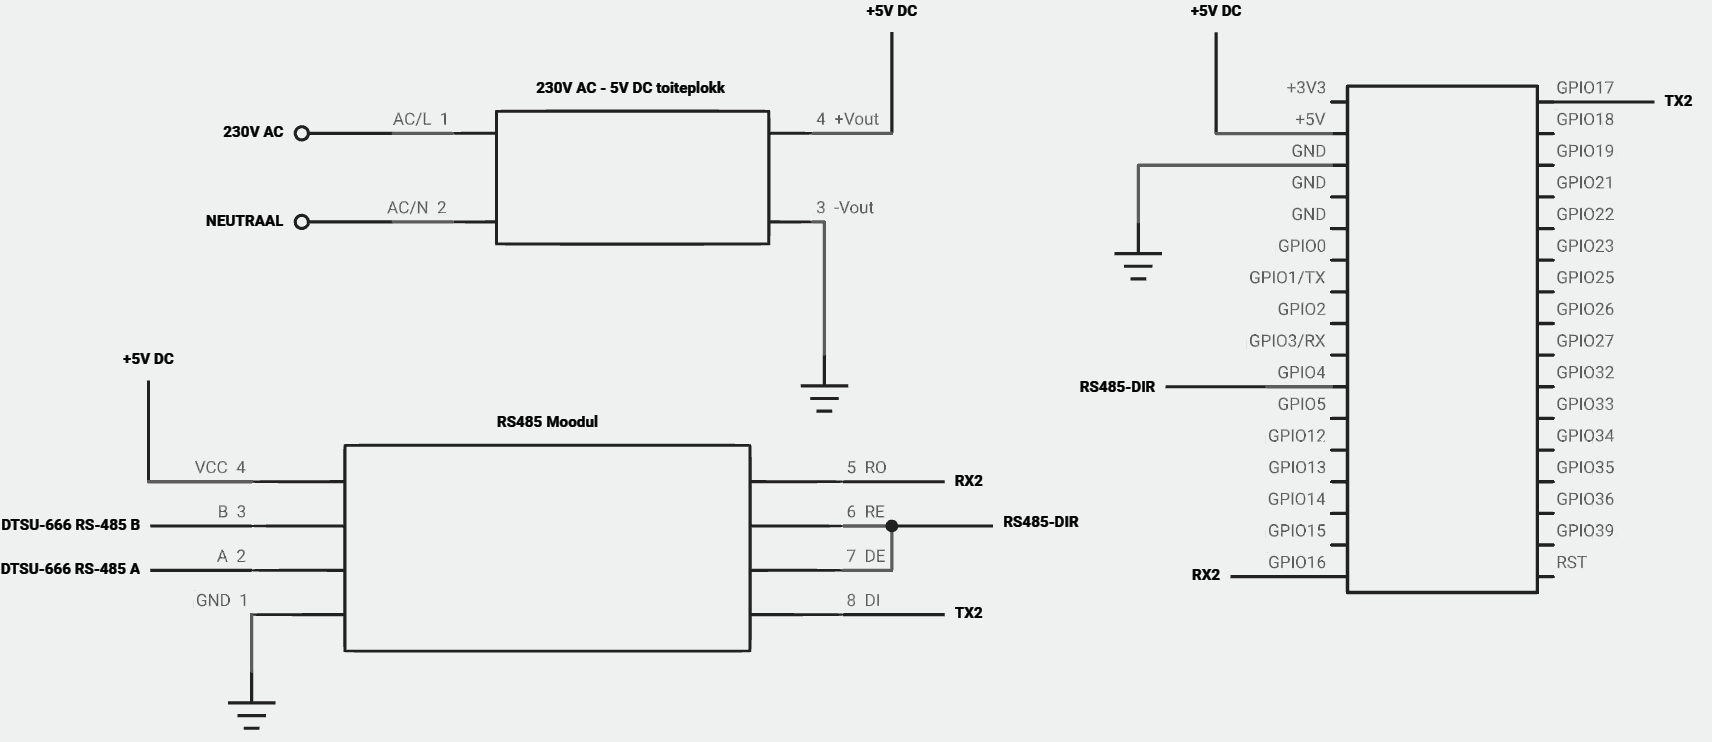 +5V DC
230V AC - 5V DC toiteplokk
230V AC
AC/L 1
4 +Vout
NEUTRAAL
AC/N 2
3 -Vout
+5V DC
RS485 Moodul
VCC 4
5 RO
RX2
DTSU-666 RS-485 B
B 3
6 RE
RS485-DIR
DTSU-666 RS-485 A
A 2
7 DE
GND 1
8 DI
TX2
+5V DC
+3V3
+5V
GND
GND
GND
GPIO0
GPIO1/TX
GPIO2
GPIO3/RX
GPIO4
RS485-DIR
GPIO5
GPIO12
GPIO13
GPIO14
GPIO15
GPIO16
RX2
GPIO17
TX2
GPIO18
GPIO19
GPIO21
GPIO22
GPIO23
GPIO25
GPIO26
GPIO27
GPIO32
GPIO33
GPIO34
GPIO35
GPIO36
GPIO39
RST